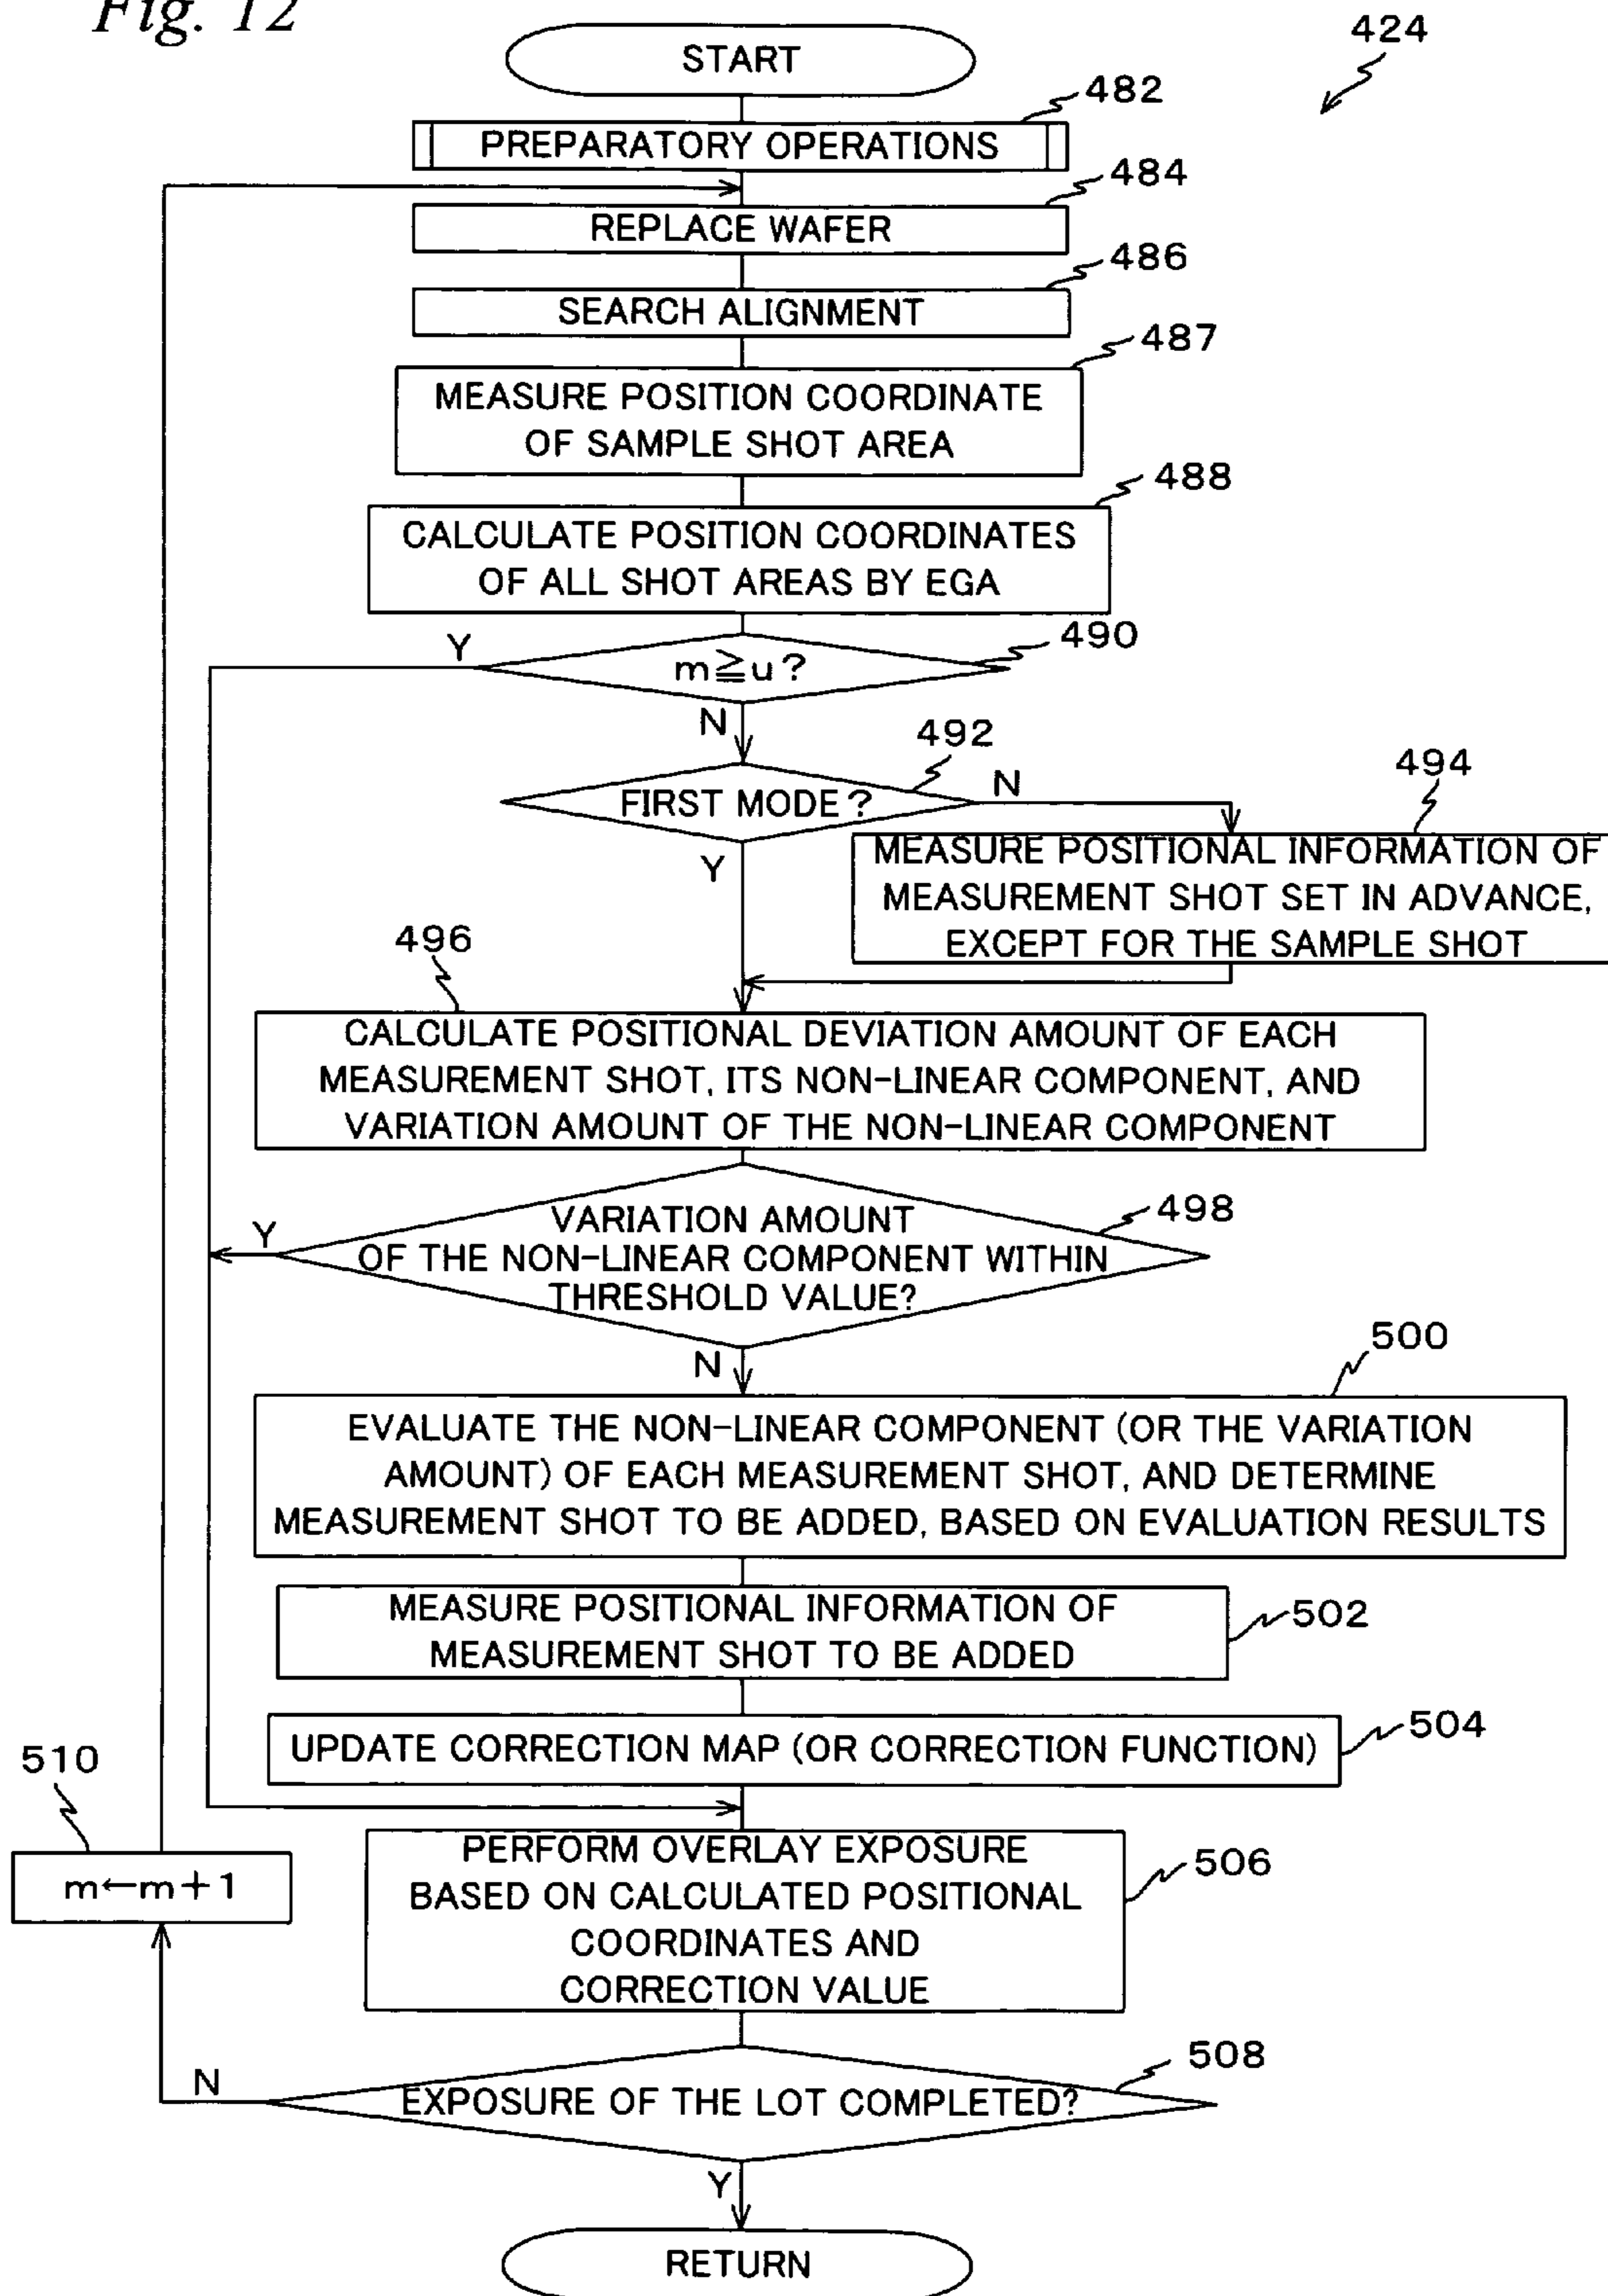 Fig. 12
424
START
482
PREPARATORY OPERATIONS
484
REPLACE WAFER
486
SEARCH ALIGNMENT
487
MEASURE POSITION COORDINATE
OF SAMPLE SHOT AREA
488
CALCULATE POSITION COORDINATES
OF ALL SHOT AREAS BY EGA
490
Y
m≧u?
N
492
FIRST MODE?
N
494
Y
MEASURE POSITIONAL INFORMATION OF
MEASUREMENT SHOT SET IN ADVANCE,
EXCEPT FOR THE SAMPLE SHOT
496
CALCULATE POSITIONAL DEVIATION AMOUNT OF EACH
MEASUREMENT SHOT, ITS NON-LINEAR COMPONENT, AND
VARIATION AMOUNT OF THE NON-LINEAR COMPONENT
498
Y
VARIATION AMOUNT
OF THE NON-LINEAR COMPONENT WITHIN
THRESHOLD VALUE?
N
500
EVALUATE THE NON-LINEAR COMPONENT (OR THE VARIATION
AMOUNT) OF EACH MEASUREMENT SHOT, AND DETERMINE
MEASUREMENT SHOT TO BE ADDED, BASED ON EVALUATION RESULTS
MEASURE POSITIONAL INFORMATION OF
MEASUREMENT SHOT TO BE ADDED
502
UPDATE CORRECTION MAP (OR CORRECTION FUNCTION)
504
510
m←m+1
PERFORM OVERLAY EXPOSURE
BASED ON CALCULATED POSITIONAL
COORDINATES AND
CORRECTION VALUE
506
508
N
EXPOSURE OF THE LOT COMPLETED?
Y
RETURN